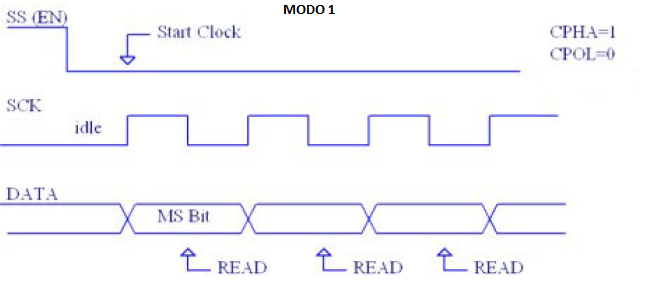 MODO 1
SS (EN)
Start Clock
CPHA=1
CPOL=0
SCK
idle
DATA
MS Bit
READ READ READ